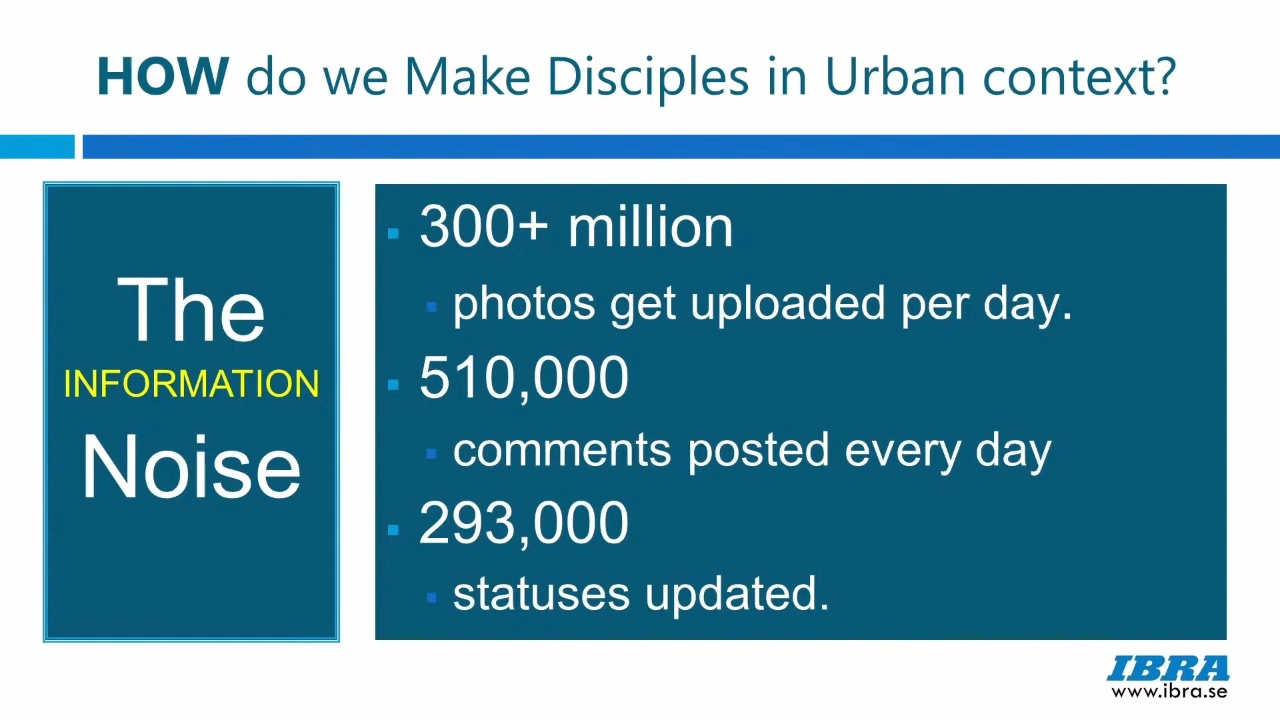 HOW do we Make Disciples in Urban context?
The
INFORMATION
Noise
300+ million
photos get uploaded per day.
510,000
comments posted every day
293,000
statuses updated.
IBRA
www.ibra.se